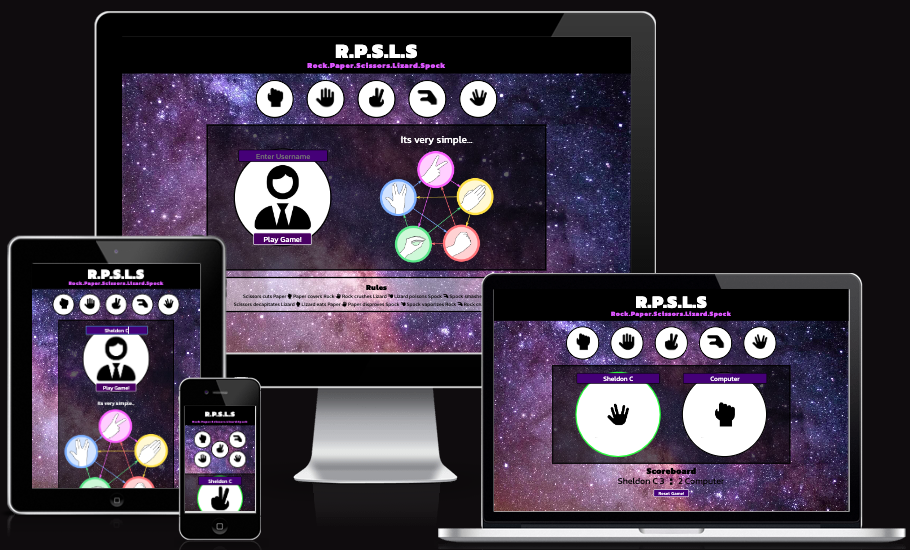 R.P.S.L.S
Rock.Paper.Scissors.Lizard.Spock
Its very simple...
Enter Username
Play Game!
Rules
Scissors cuts Paper Paper covers Rock Rock crushes Lizard Lizard poisons Spock Spock smashes
Scissors decapitates Lizard Lizard eats Paper Paper disproves Spock Spock vaporizes Rock Rock
R.P.S.L.S
Rock.Paper.Scissors.Lizard.Spock
Sheldon C
Play Game!
Its very simple...
R.P.S.L.S
Rock.Paper.Scissors.Lizard.Spock
Sheldon C
R.P.S.L.S
Rock.Paper.Scissors.Lizard.Spock
Sheldon C
Computer
Scoreboard
Sheldon C 3 : 2 Computer
Reset Game!